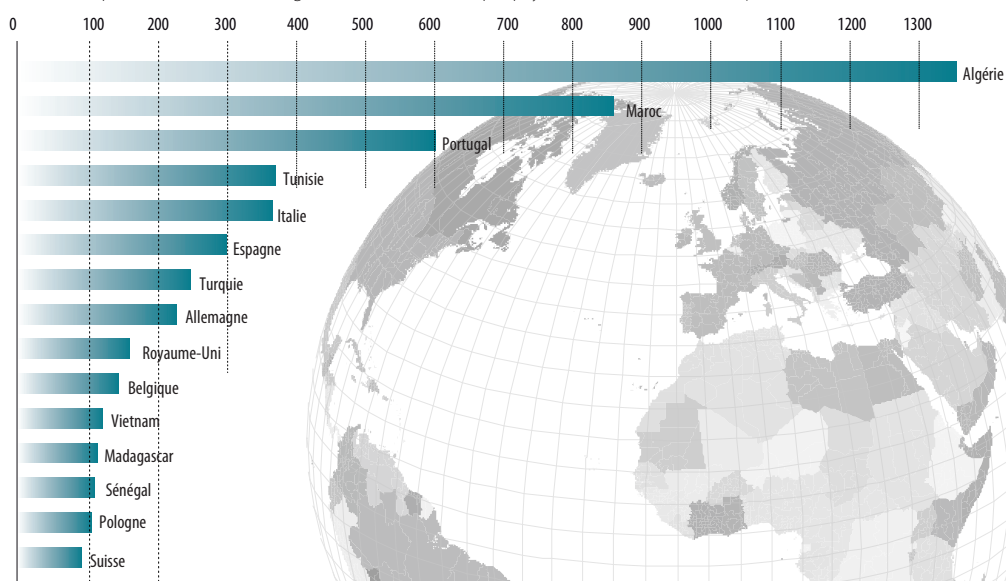 0 100 200 300 400 500 600 700 800 900 1000 1100 1200 1300
Algérie
Maroc
Portugal
Tunisie
Italie
Espagne
Turquie
Allemagne
Royaume-Uni
Belgique
Vietnam
Madagascar
Sénégal
Pologne
Suisse